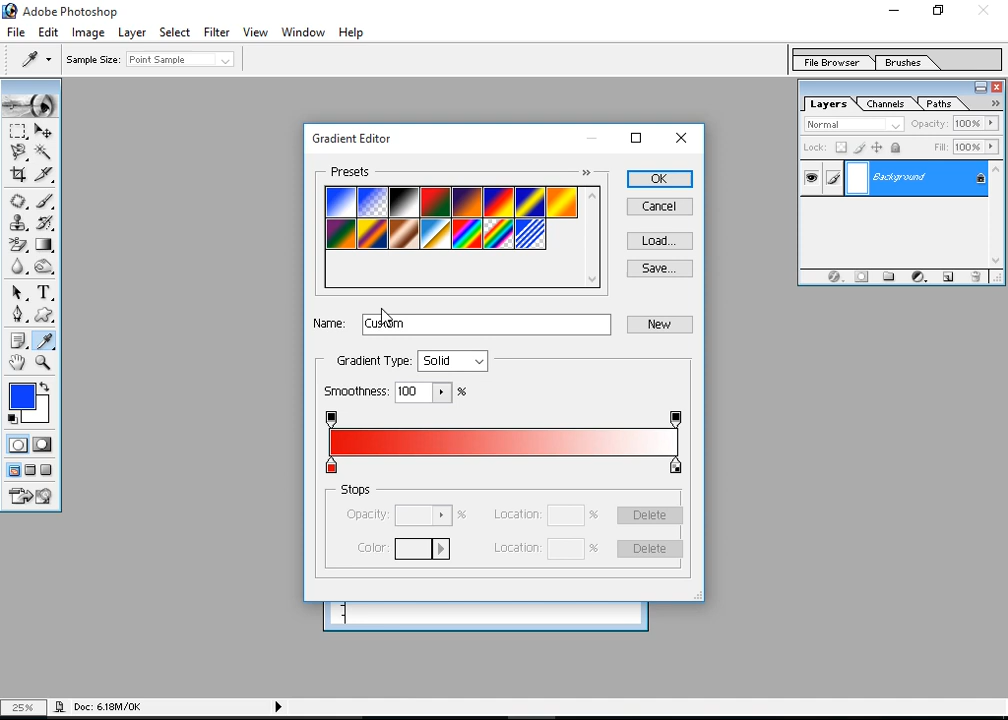 Adobe Photoshop
File Edit Image Layer Select Filter View Window Help
Sample Size: Point Sample
File Browser Brushes
Layers Channels Paths
Normal Opacity: 100%
Lock: Fill: 100%
Background
Gradient Editor
Presets
OK
Cancel
Load...
Save...
Name: Custom
New
Gradient Type: Solid
Smoothness: 100 %
Stops
Opacity: % Location: % Delete
Color: Location: % Delete
25% Doc: 6.18M/0K